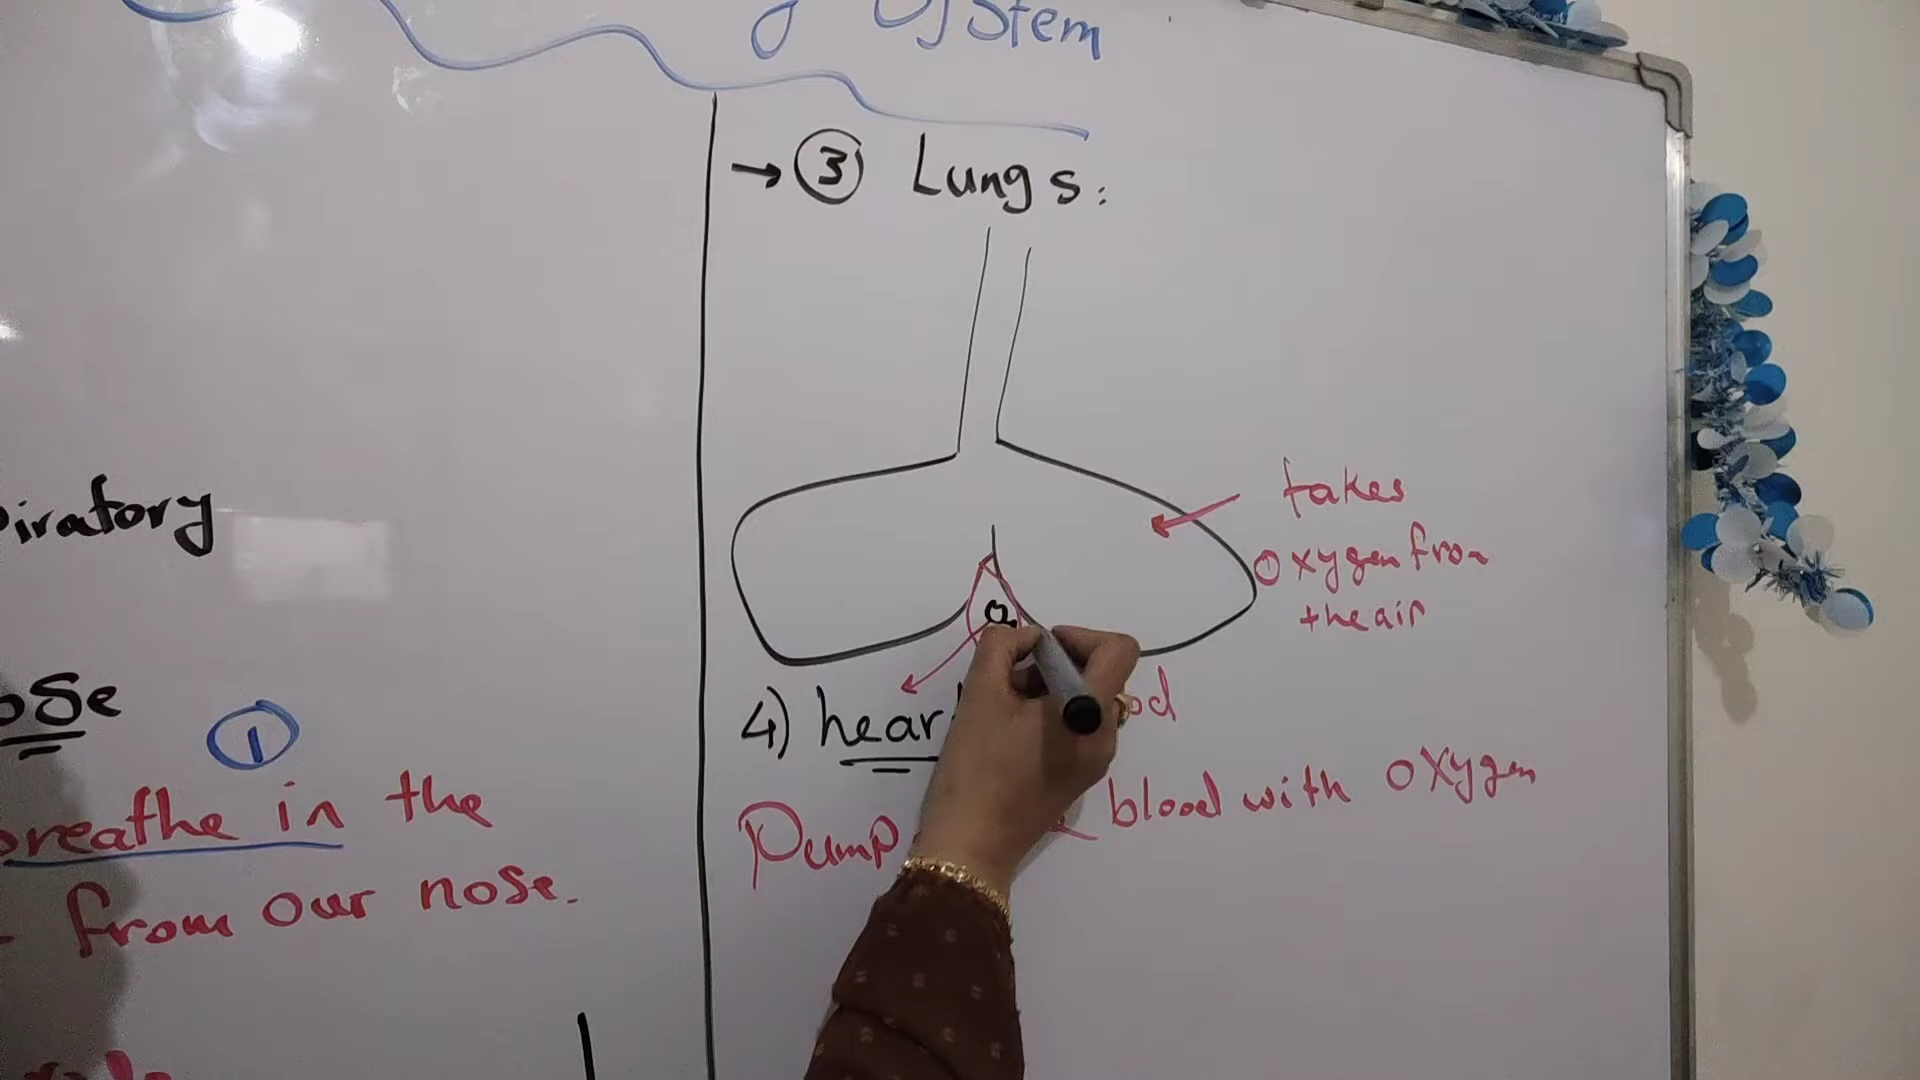 System
iratory
ose
1
breathe in the
from our nose.
→ 3 Lungs:
takes
oxygen from
the air
4) hear
Pump
blood with oxygen